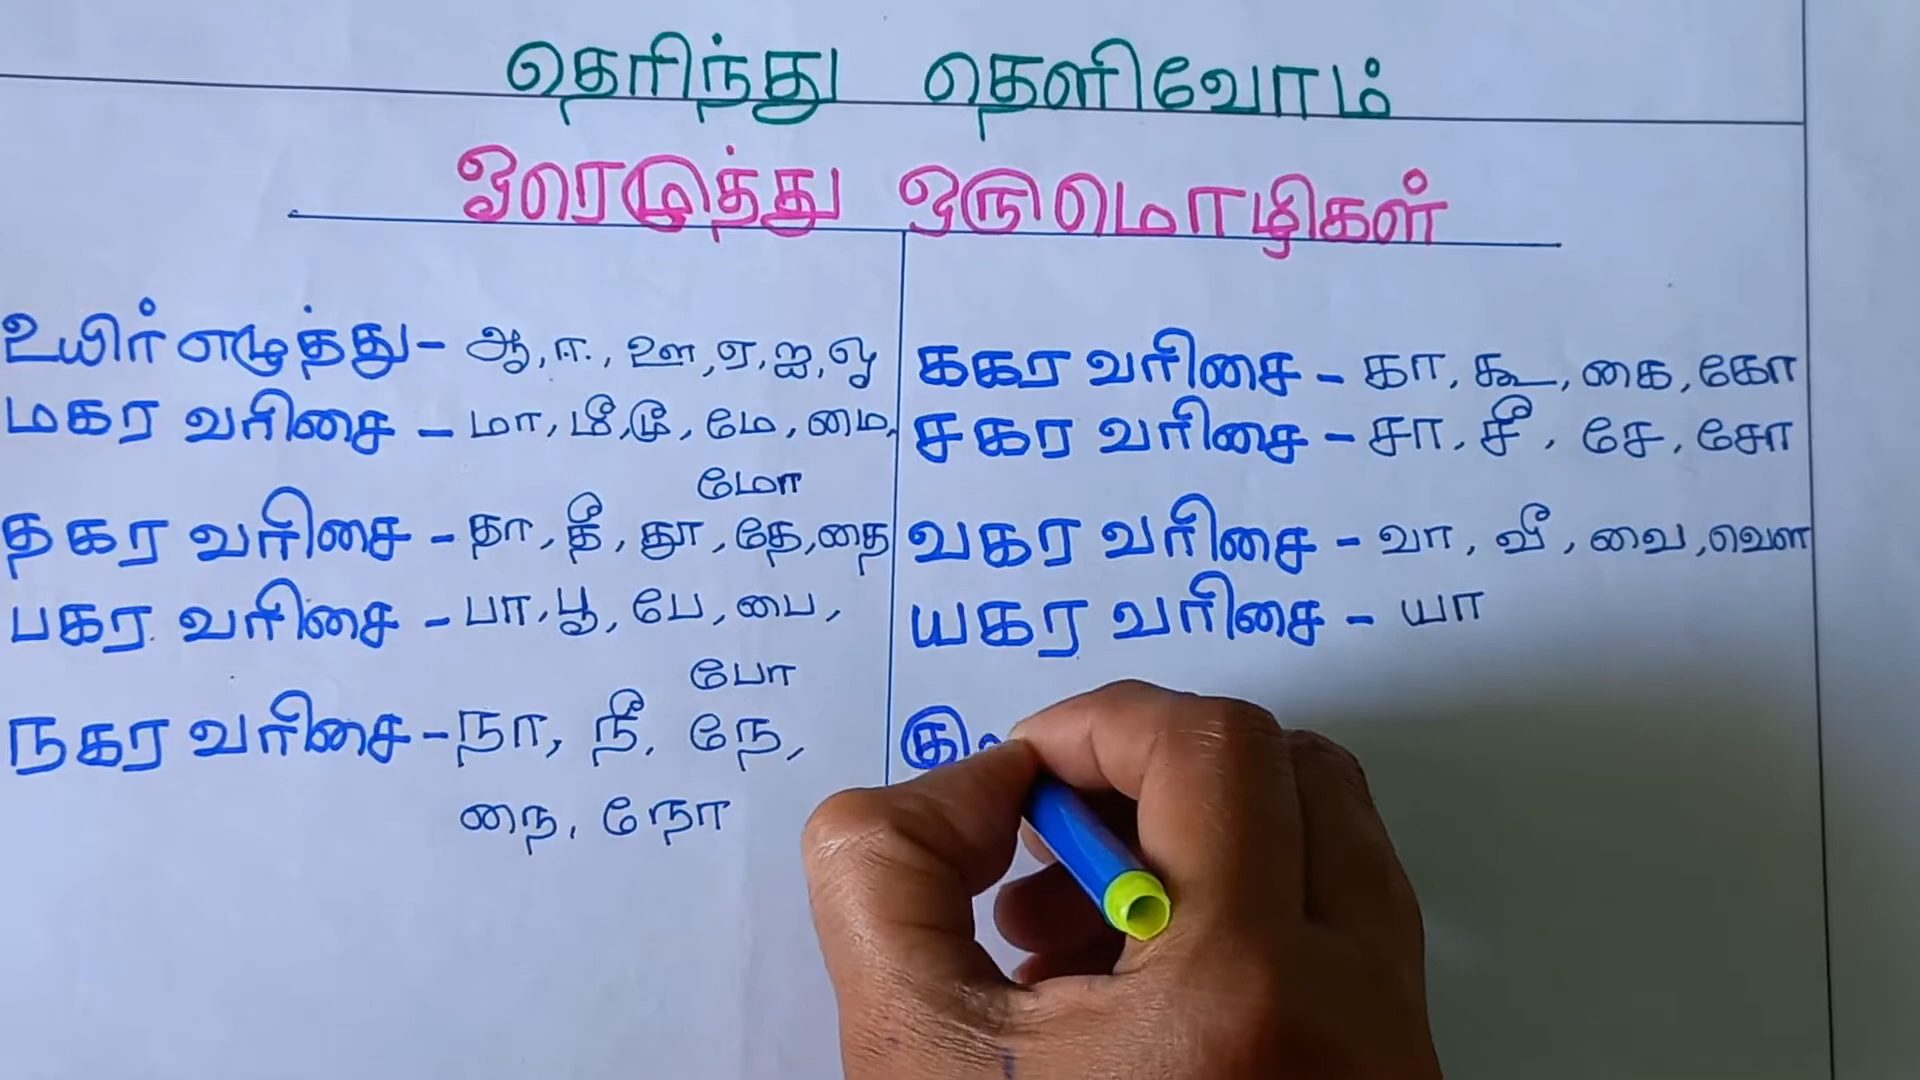 தெரிந்து தெளிவோம்
ஓரெழுத்து ஒருமொழிகள்
உயிர் எழுத்து - ஆ, ஈ, ஊ, ஏ, ஐ, ஓ
மகர வரிசை - மா, மீ, மூ, மே, மை,
மோ
தகர வரிசை - தா, தீ, தூ, தே, தை
பகர வரிசை - பா, பூ, பே, பை,
போ
நகர வரிசை - நா, நீ, நே,
நை, நோ
ககர வரிசை - கா, கூ, கை, கோ
சகர வரிசை - சா, சீ, சே, சோ
வகர வரிசை - வா, வீ, வை, வௌ
யகர வரிசை - யா